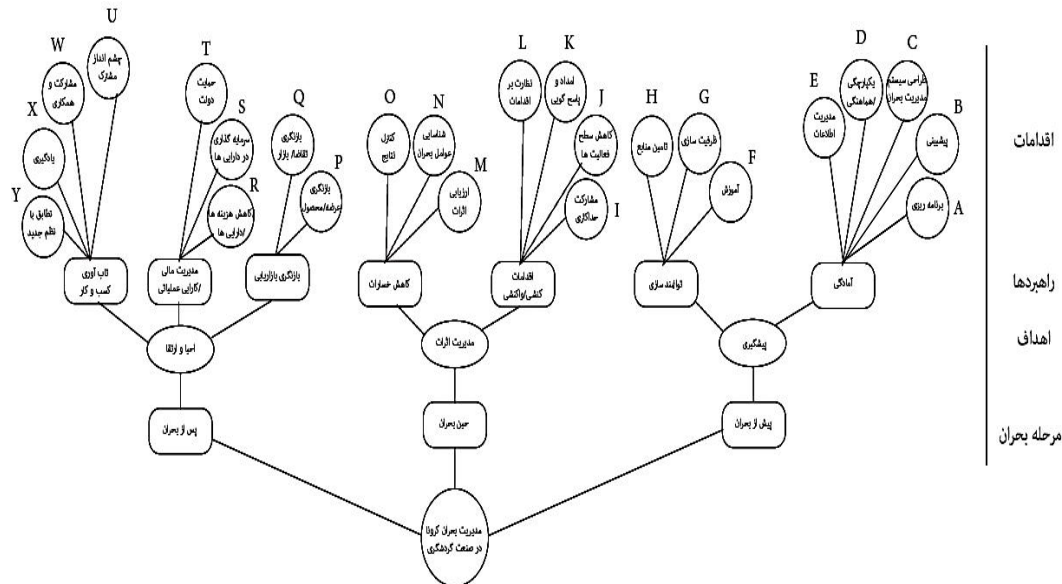 U
W
T
X
چشم انداز
مشترک
مشارکت و
همکاری
یادگیری
Y
تطابق با
نظم جدید
حمایت
دولت
S
سرمایه گذاری
در دارایی ها
R
کاهش هزینه ها
/دارایی ها
Q
بازنگری
تقاضا/ بازار
P
بازنگری
عرضه/محصول
O
کنترل
نتایج
N
شناسایی
عوامل بحران
M
ارزیابی
اثرات
L
نظارت بر
اقدامات
K
امداد و
پاسخ گویی
J
کاهش سطح
فعالیت ها
I
مشارکت
حداکثری
H
تامین منابع
G
ظرفیت سازی
F
آموزش
E
مدیریت
اطلاعات
D
یکپارچگی
/هماهنگی
C
طراحی سیستم
مدیریت بحران
B
پیشبینی
A
برنامه ریزی
اقدامات
تاب آوری
کسب و کار
مدیریت مالی
/کارایی عملیاتی
بازنگری بازاریابی
کاهش خسارات
اقدامات
کنشی/واکنشی
توانمند سازی
آمادگی
راهبردها
احیا و ارتقا
مدیریت اثرات
پیشگیری
اهداف
پس از بحران
حین بحران
پیش از بحران
مرحله بحران
مدیریت بحران کرونا
در صنعت گردشگری